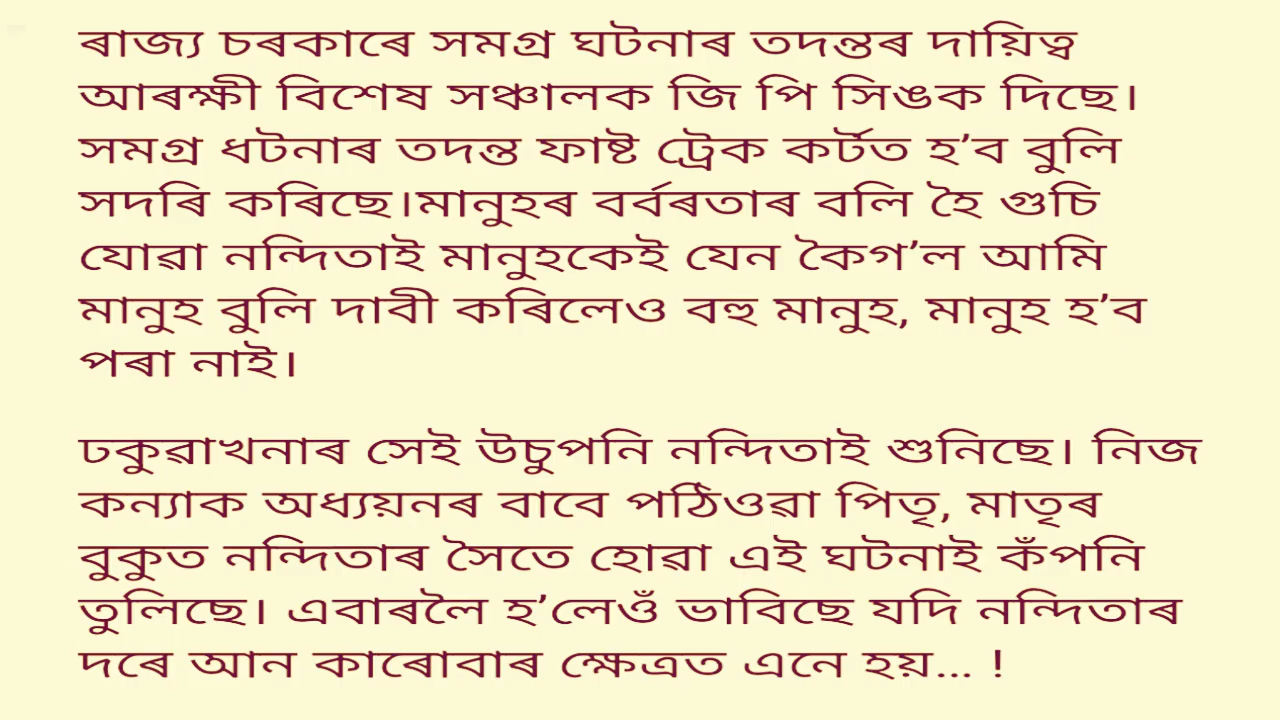 ৰাজ্য চৰকাৰে সমগ্ৰ ঘটনাৰ তদন্তৰ দায়িত্ব
আৰক্ষী বিশেষ সঞ্চালক জি পি সিঙক দিছে।
সমগ্ৰ ধটনাৰ তদন্ত ফাষ্ট ট্ৰেক কৰ্টত হ’ব বুলি
সদৰি কৰিছে।মানুহৰ বৰ্বৰতাৰ বলি হৈ গুচি
যোৱা নন্দিতাই মানুহকেই যেন কৈগ’ল আমি
মানুহ বুলি দাবী কৰিলেও বহু মানুহ, মানুহ হ’ব
পৰা নাই।
ঢকুৱাখনাৰ সেই উচুপনি নন্দিতাই শুনিছে। নিজ
কন্যাক অধ্যয়নৰ বাবে পঠিওৱা পিতৃ, মাতৃৰ
বুকুত নন্দিতাৰ সৈতে হোৱা এই ঘটনাই কঁপনি
তুলিছে। এবাৰলৈ হ’লেওঁ ভাবিছে যদি নন্দিতাৰ
দৰে আন কাৰোবাৰ ক্ষেত্ৰত এনে হয়... !